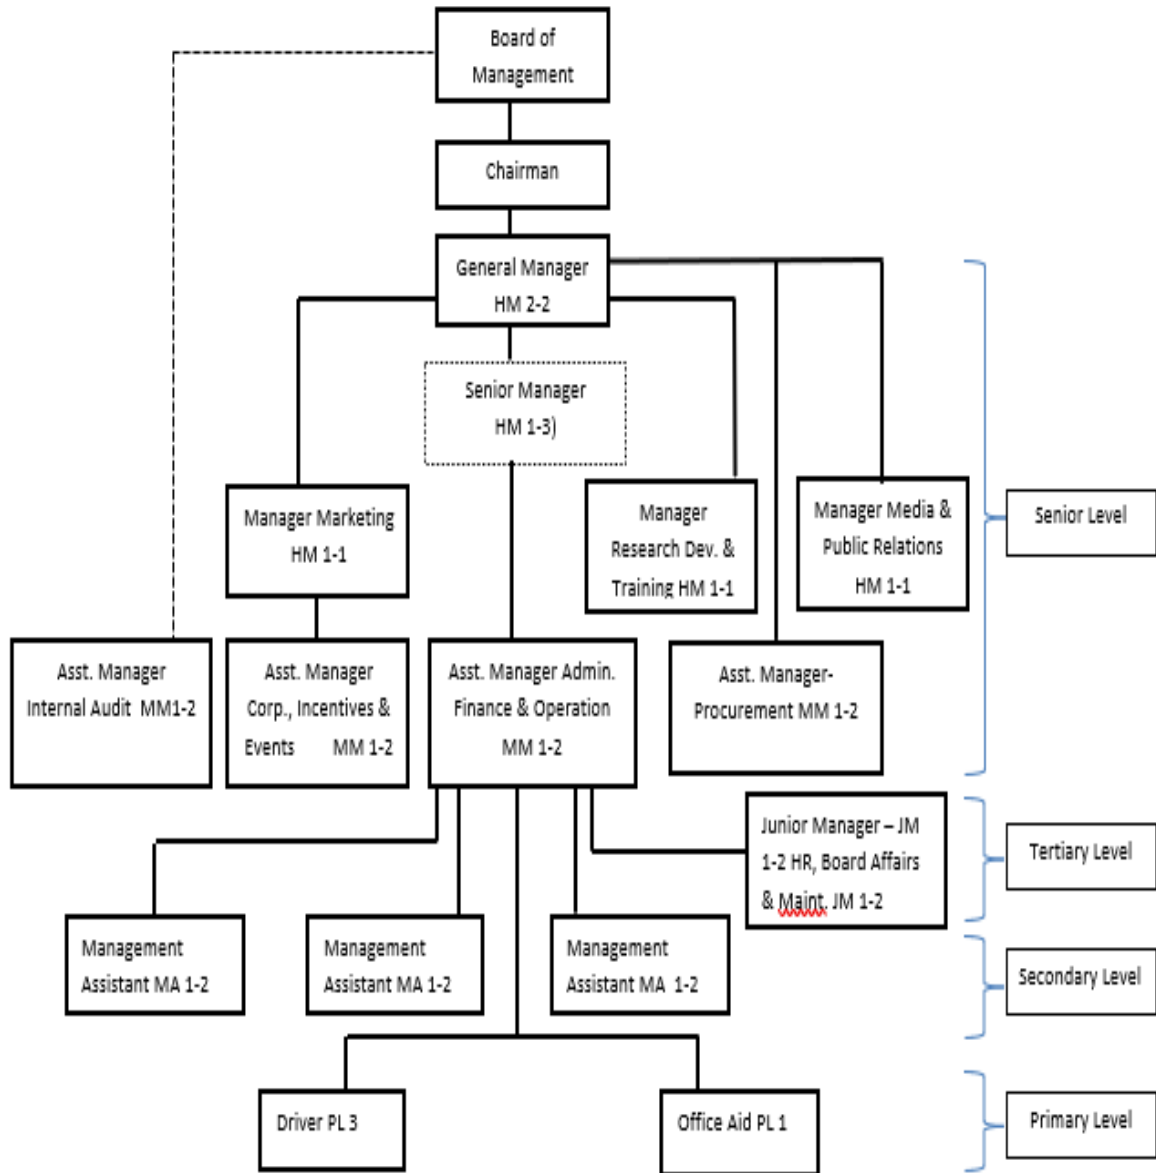 Board of
Management
Chairman
General Manager
HM 2-2
Senior Manager
HM 1-3)
Manager Marketing
HM 1-1
Manager
Research Dev. &
Training HM 1-1
Manager Media &
Public Relations
HM 1-1
Senior Level
Asst. Manager
Internal Audit MM1-2
Asst. Manager
Corp., Incentives &
Events MM 1-2
Asst. Manager Admin.
Finance & Operation
MM 1-2
Asst. Manager-
Procurement MM 1-2
Junior Manager – JM
1-2 HR, Board Affairs
& Maint. JM 1-2
Tertiary Level
Management
Assistant MA 1-2
Management
Assistant MA 1-2
Management
Assistant MA 1-2
Secondary Level
Driver PL 3
Office Aid PL 1
Primary Level